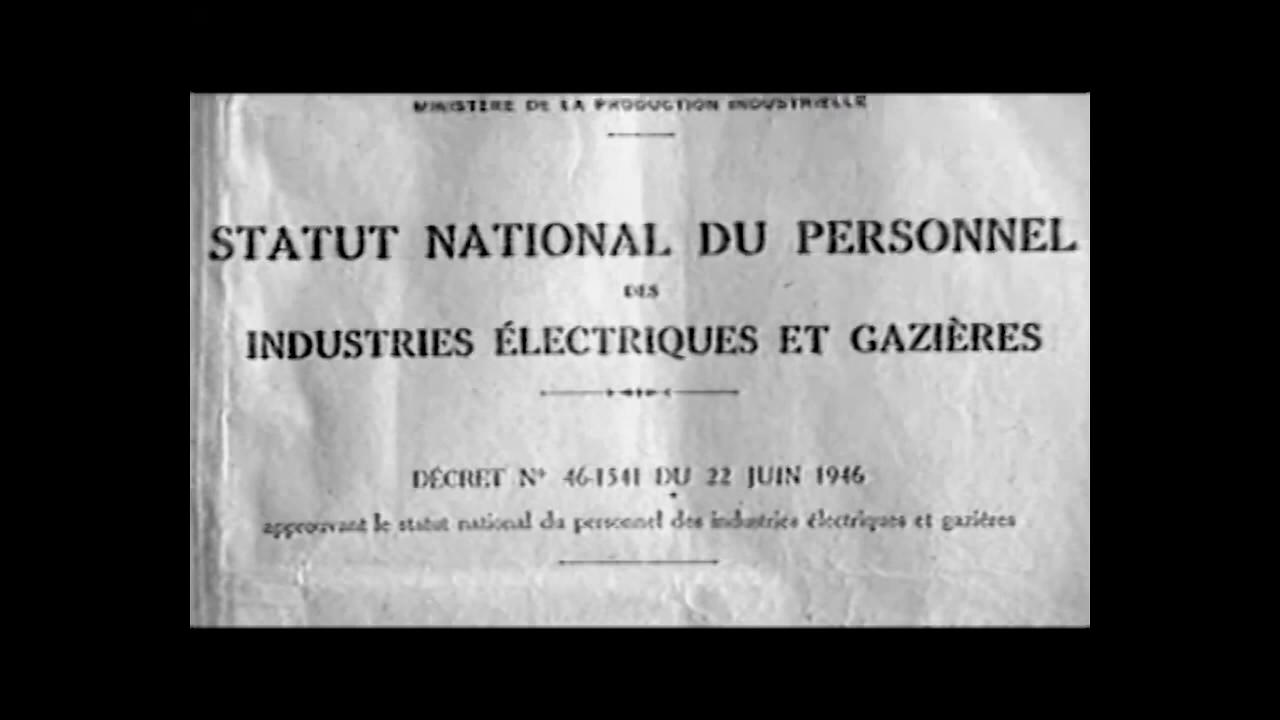 MINISTÈRE DE LA PRODUCTION INDUSTRIELLE
STATUT NATIONAL DU PERSONNEL
DES
INDUSTRIES ÉLECTRIQUES ET GAZIÈRES
DÉCRET N° 46-1541 DU 22 JUIN 1946
approuvant le statut national du personnel des industries électriques et gazières